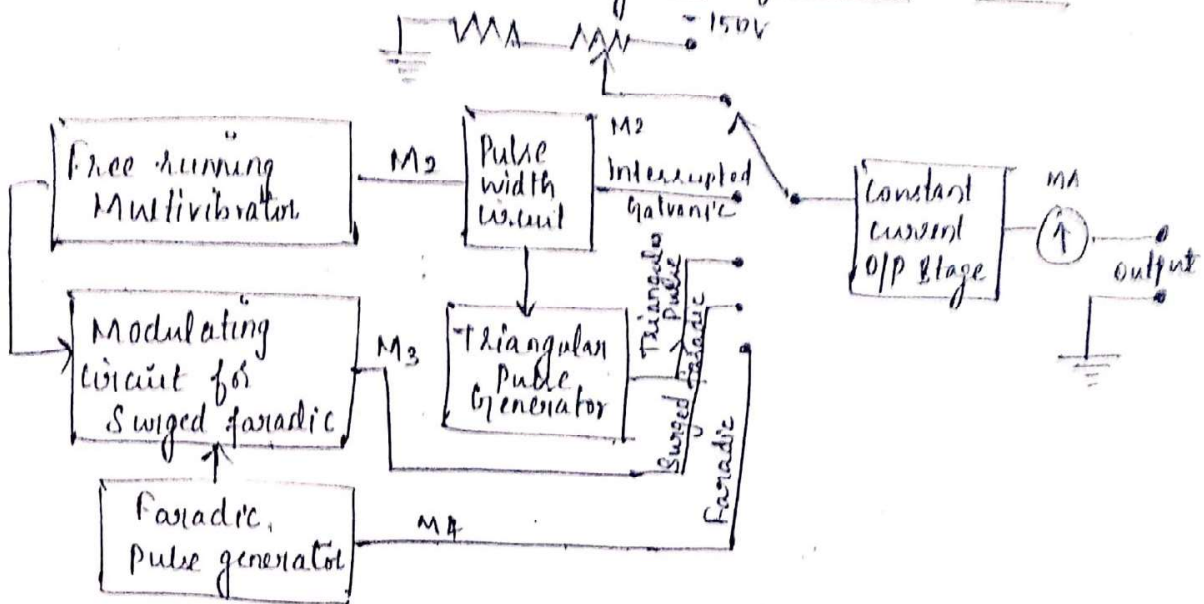 - 150V
Free running
Multivibrator
M2
Pulse
width
circuit
M2
Interrupted
Galvanic
Constant
current
O/P Stage
MA
output
Modulating
circuit for
Surged faradic
M3
Triangular
Pulse
Generator
Triangular
Pulse
Surged Faradic
Faradic
Faradic,
pulse generator
M4